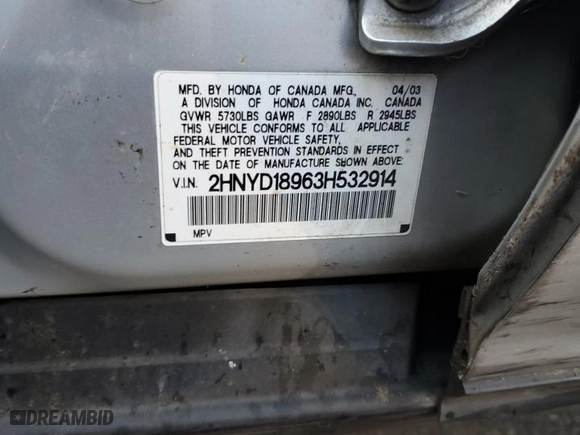 MFD. BY HONDA OF CANADA MFG., 04/03
A DIVISION OF HONDA CANADA INC. CANADA
GVWR 5730LBS GAWR F 2890LBS R 2945LBS
THIS VEHICLE CONFORMS TO ALL APPLICABLE
FEDERAL MOTOR VEHICLE SAFETY,
AND THEFT PREVENTION STANDARDS IN EFFECT
ON THE DATE OF MANUFACTURE SHOWN ABOVE.
V.I.N. 2HNYD18963H532914
MPV
DREAMBID